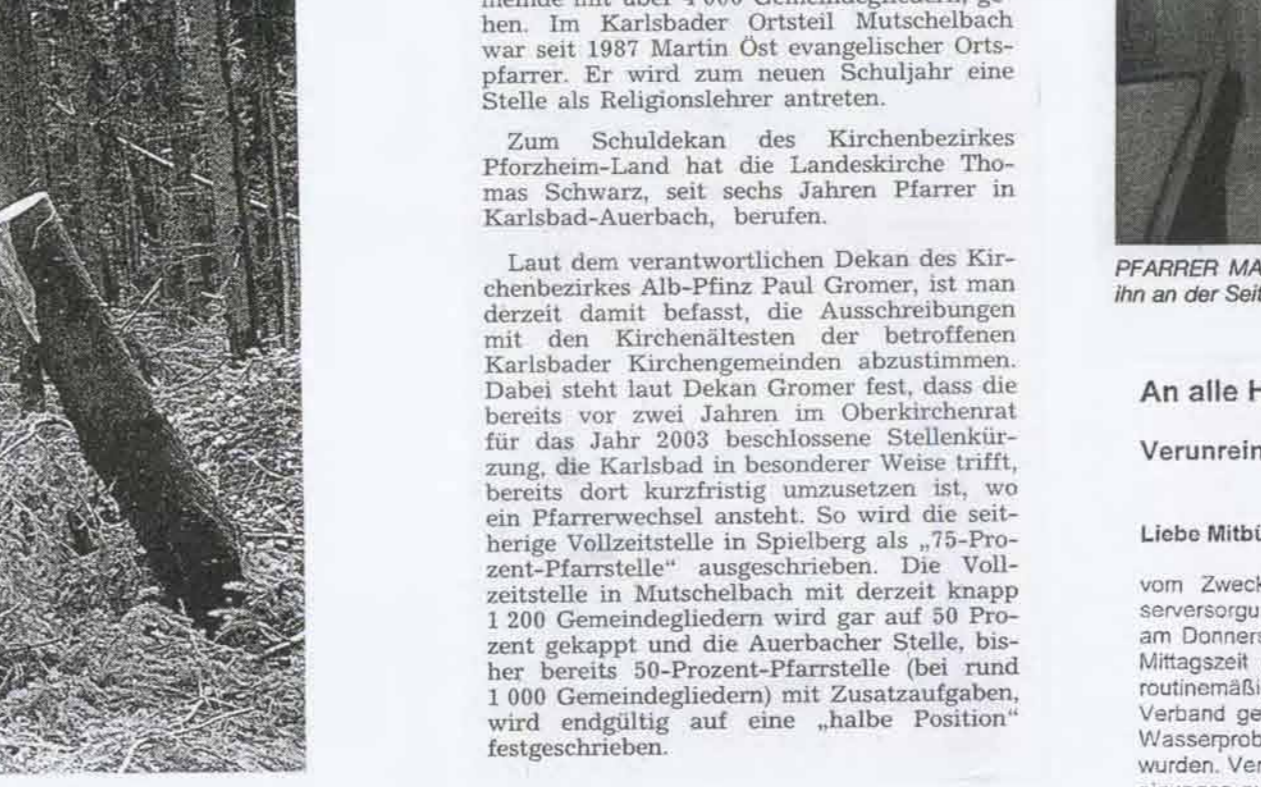 meinde mit über 4 000 Gemeindegliedern, ge-
hen. Im Karlsbader Ortsteil Mutschelbach
war seit 1987 Martin Öst evangelischer Orts-
pfarrer. Er wird zum neuen Schuljahr eine
Stelle als Religionslehrer antreten.
Zum Schuldekan des Kirchenbezirkes
Pforzheim-Land hat die Landeskirche Tho-
mas Schwarz, seit sechs Jahren Pfarrer in
Karlsbad-Auerbach, berufen.
Laut dem verantwortlichen Dekan des Kir-
chenbezirkes Alb-Pfinz Paul Gromer, ist man
derzeit damit befasst, die Ausschreibungen
mit den Kirchenältesten der betroffenen
Karlsbader Kirchengemeinden abzustimmen.
Dabei steht laut Dekan Gromer fest, dass die
bereits vor zwei Jahren im Oberkirchenrat
für das Jahr 2003 beschlossene Stellenkür-
zung, die Karlsbad in besonderer Weise trifft,
bereits dort kurzfristig umzusetzen ist, wo
ein Pfarrerwechsel ansteht. So wird die seit-
herige Vollzeitstelle in Spielberg als „75-Pro-
zent-Pfarrstelle“ ausgeschrieben. Die Voll-
zeitstelle in Mutschelbach mit derzeit knapp
1 200 Gemeindegliedern wird gar auf 50 Pro-
zent gekappt und die Auerbacher Stelle, bis-
her bereits 50-Prozent-Pfarrstelle (bei rund
1 000 Gemeindegliedern) mit Zusatzaufgaben,
wird endgültig auf eine „halbe Position“
festgeschrieben.
PFARRER MA
ihn an der Seit
An alle H
Verunrein
Liebe Mitbü
vom Zweck
serversorgu
am Donners
Mittagszeit
routinemäßi
Verband ge
Wasserprob
wurden. Ver